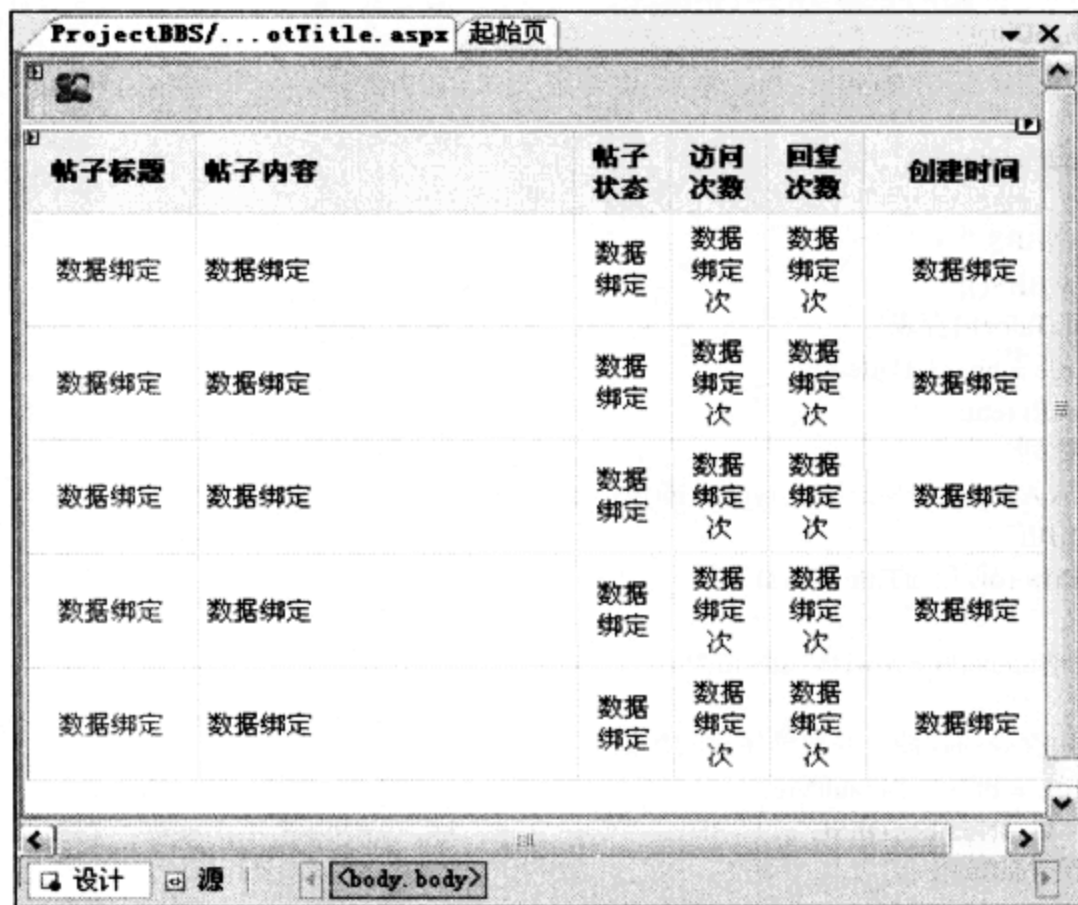 ProjectBBS/...otTitle.aspx 起始页
帖子标题 帖子内容 帖子状态 访问次数 回复次数 创建时间
数据绑定 数据绑定 数据绑定 数据绑定次 数据绑定次 数据绑定
数据绑定 数据绑定 数据绑定 数据绑定次 数据绑定次 数据绑定
数据绑定 数据绑定 数据绑定 数据绑定次 数据绑定次 数据绑定
数据绑定 数据绑定 数据绑定 数据绑定次 数据绑定次 数据绑定
数据绑定 数据绑定 数据绑定 数据绑定次 数据绑定次 数据绑定
设计 源 <body.body>